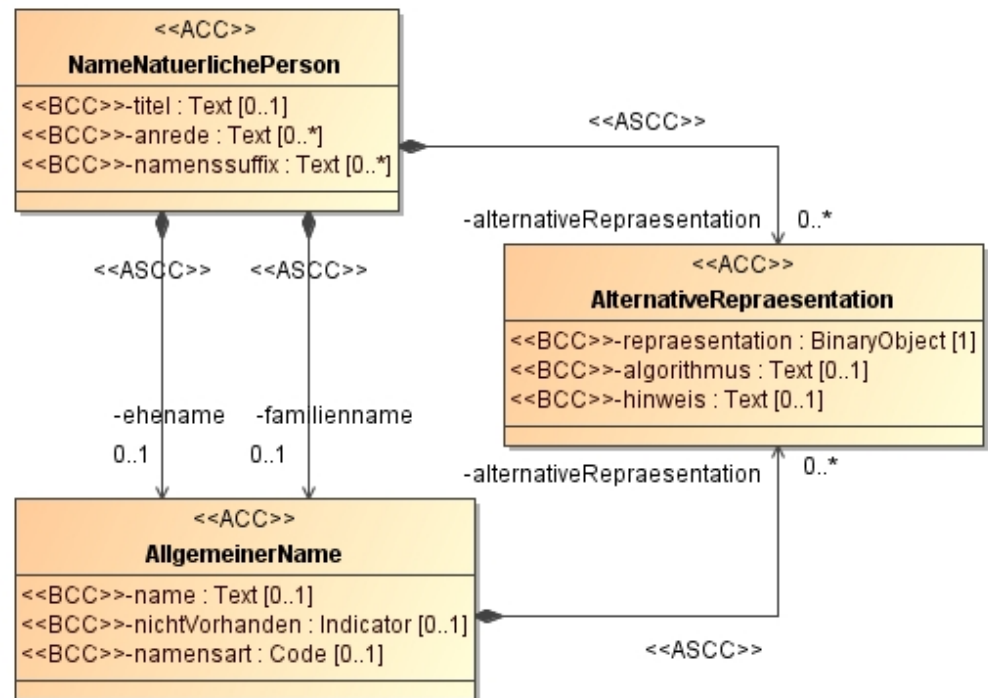 <<ACC>>
NameNatuerlichePerson
<<BCC>>-titel : Text [0..1]
<<BCC>>-anrede : Text [0..*]
<<BCC>>-namenssuffix : Text [0..*]
<<ASCC>>
-alternativeRepraesentation 0..*
<<ASCC>> <<ASCC>>
<<ACC>>
AlternativeRepraesentation
<<BCC>>-repraesentation : BinaryObject [1]
<<BCC>>-algorithmus : Text [0..1]
<<BCC>>-hinweis : Text [0..1]
-ehename -familienname
0..1 0..1
-alternativeRepraesentation 0..*
<<ACC>>
AllgemeinerName
<<BCC>>-name : Text [0..1]
<<BCC>>-nichtVorhanden : Indicator [0..1]
<<BCC>>-namensart : Code [0..1]
<<ASCC>>